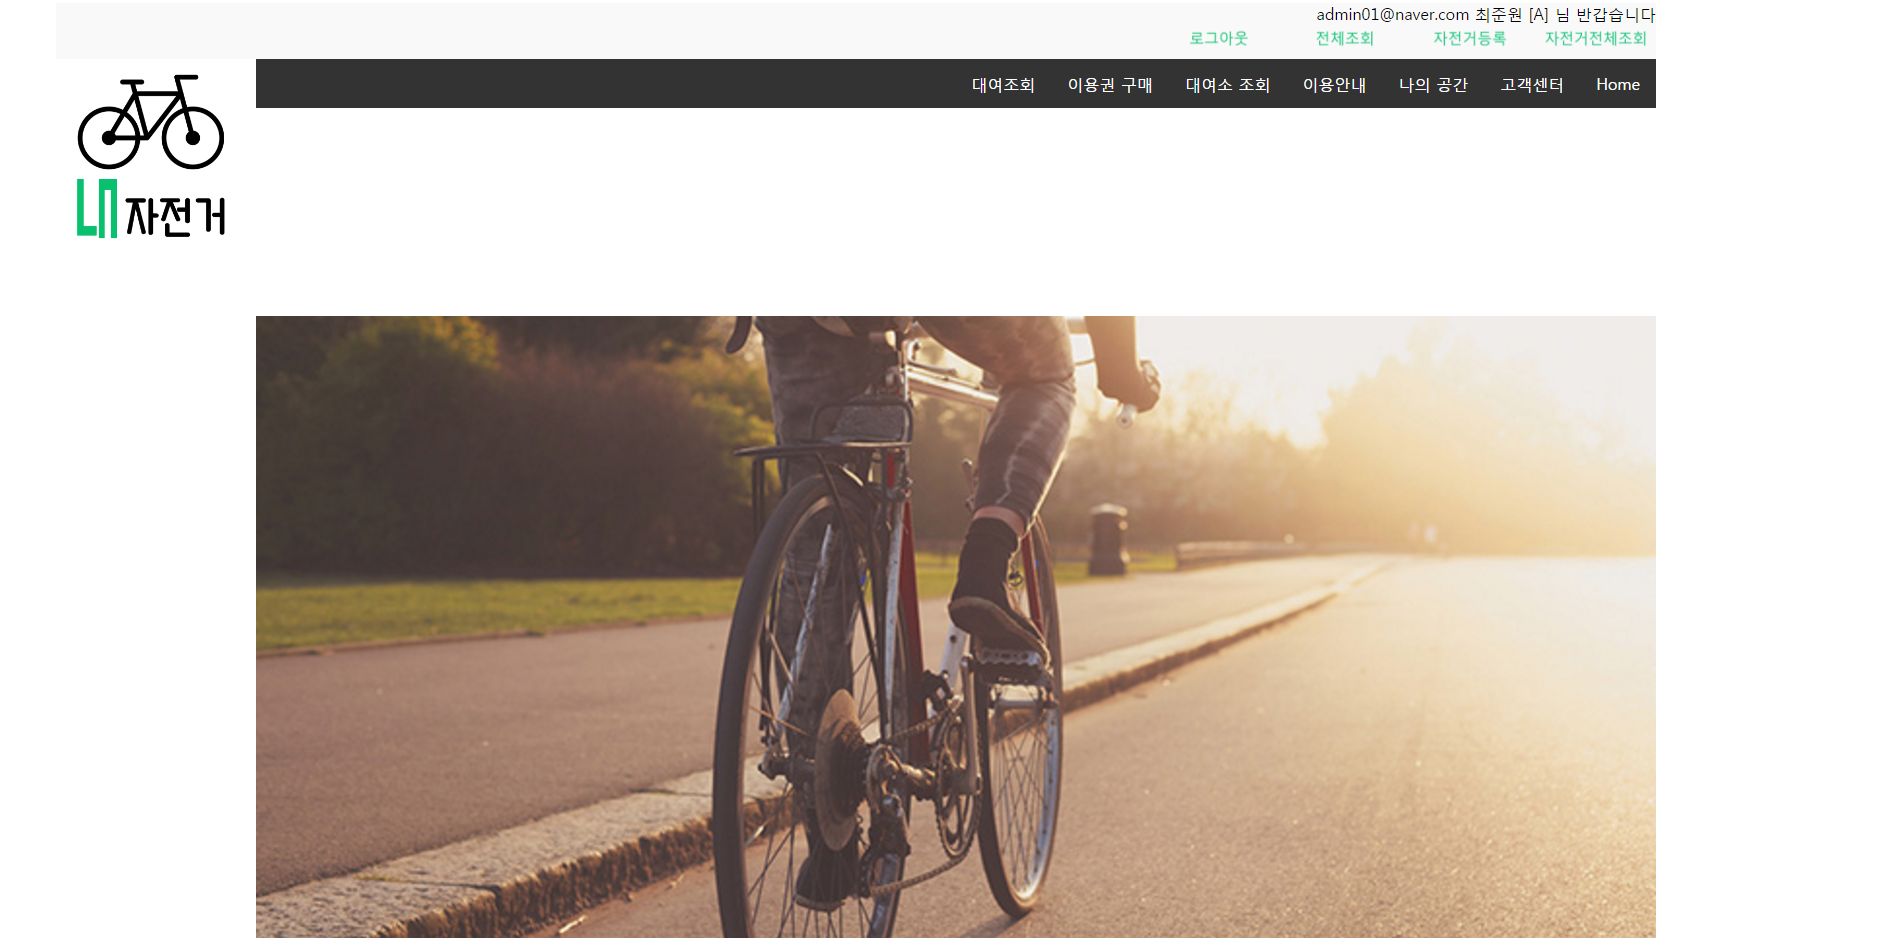 admin01@naver.com 최준원 [A] 님 반갑습니다
로그아웃 전체조회 자전거등록 자전거전체조회
대여조회 이용권 구매 대여소 조회 이용안내 나의 공간 고객센터 Home
자전거